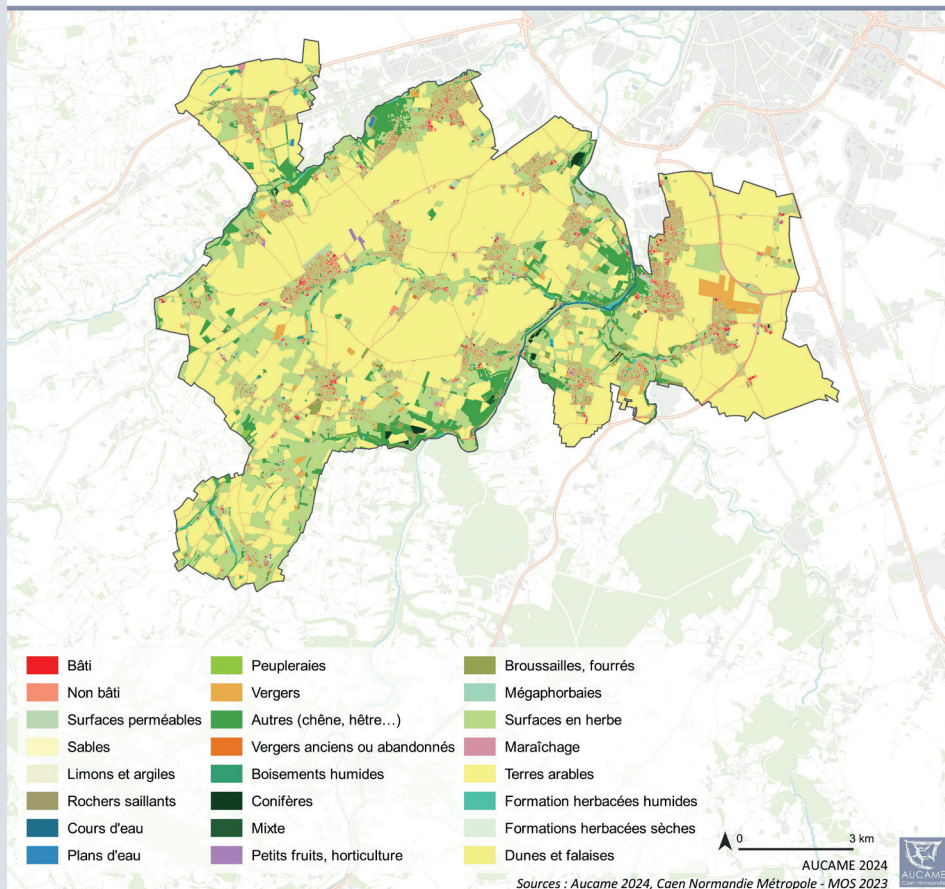 Bâti
Non bâti
Surfaces perméables
Sables
Limons et argiles
Rochers saillants
Cours d'eau
Plans d'eau
Peupleraies
Vergers
Autres (chêne, hêtre...)
Vergers anciens ou abandonnés
Boisements humides
Conifères
Mixte
Petits fruits, horticulture
Broussailles, fourrés
Mégaphorbaies
Surfaces en herbe
Maraîchage
Terres arables
Formation herbacées humides
Formations herbacées sèches
Dunes et falaises
0 3 km
AUCAME 2024
Sources : Aucame 2024, Caen Normandie Métropole - MOS 2023
AUCAME
Caen Normandie